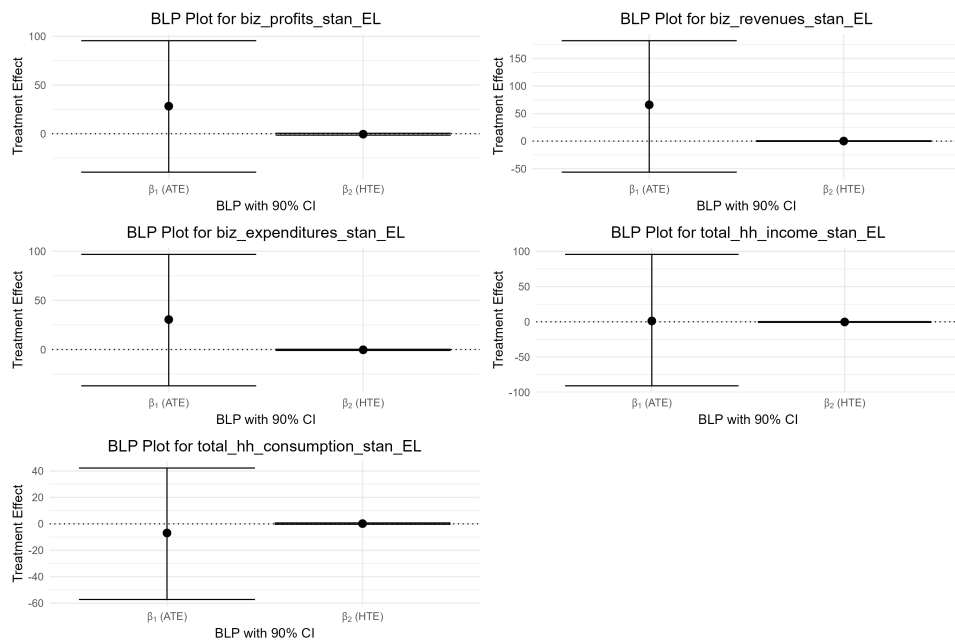 BLP Plot for biz_profits_stan_EL
Treatment Effect
100
50
0
β₁ (ATE) β₂ (HTE)
BLP with 90% CI
BLP Plot for biz_revenues_stan_EL
Treatment Effect
150
100
50
0
-50
β₁ (ATE) β₂ (HTE)
BLP with 90% CI
BLP Plot for biz_expenditures_stan_EL
Treatment Effect
100
50
0
β₁ (ATE) β₂ (HTE)
BLP with 90% CI
BLP Plot for total_hh_income_stan_EL
Treatment Effect
100
50
0
-50
-100
β₁ (ATE) β₂ (HTE)
BLP with 90% CI
BLP Plot for total_hh_consumption_stan_EL
Treatment Effect
40
20
0
-20
-40
-60
β₁ (ATE) β₂ (HTE)
BLP with 90% CI